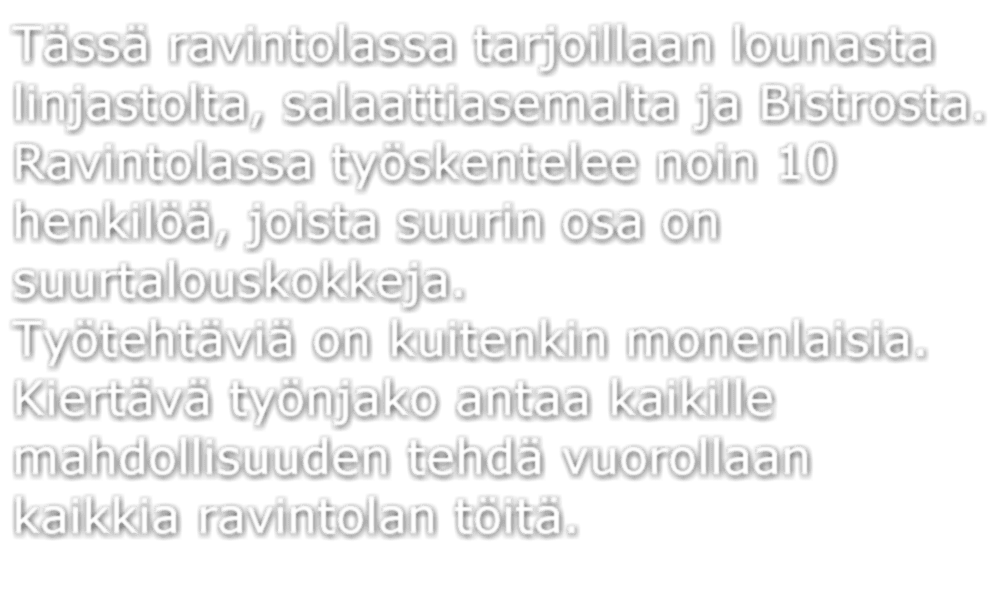 Tässä ravintolassa tarjoillaan lounasta
linjastolta, salaattiasemalta ja Bistrosta.
Ravintolassa työskentelee noin 10
henkilöä, joista suurin osa on
suurtalouskokkeja.
Työtehtäviä on kuitenkin monenlaisia.
Kiertävä työnjako antaa kaikille
mahdollisuuden tehdä vuorollaan
kaikkia ravintolan töitä.